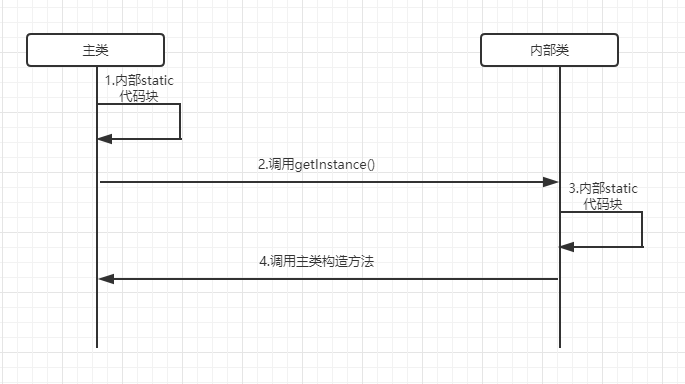 主类
内部类
1.内部static
代码块
2.调用getInstance()
3.内部static
代码块
4.调用主类构造方法